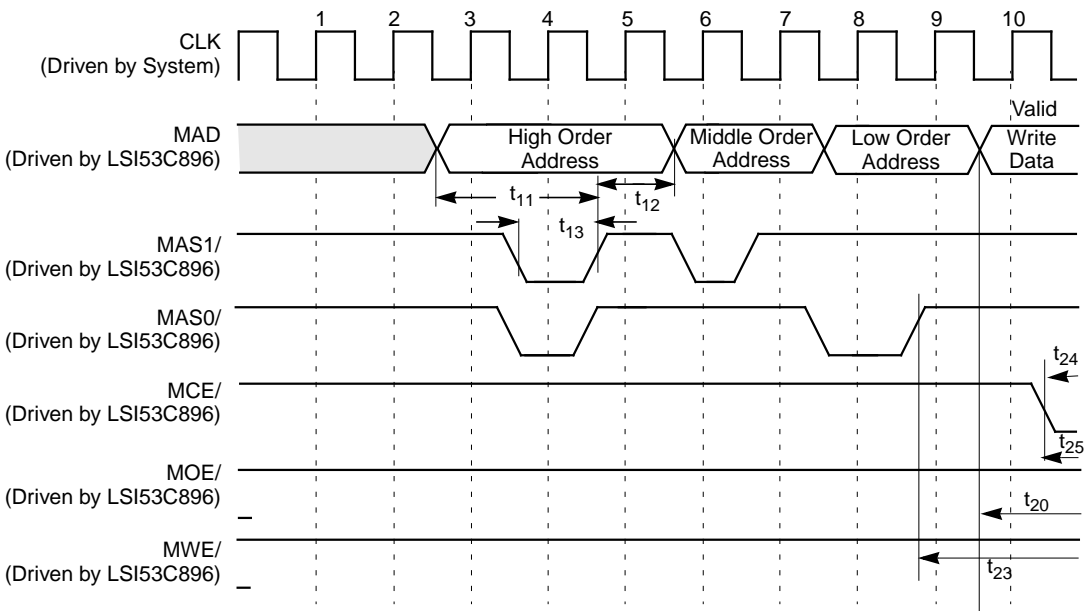 1 2 3 4 5 6 7 8 9 10
CLK
(Driven by System)
Valid
MAD
(Driven by LSI53C896)
High Order
Address
Middle Order
Address
Low Order
Address
Write
Data
t11
t12
t13
MAS1/
(Driven by LSI53C896)
MAS0/
(Driven by LSI53C896)
t24
MCE/
(Driven by LSI53C896)
t25
MOE/
(Driven by LSI53C896)
t20
MWE/
(Driven by LSI53C896)
t23